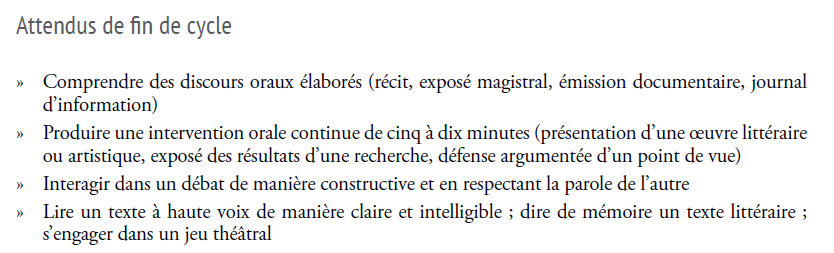 Attendus de fin de cycle
» Comprendre des discours oraux élaborés (récit, exposé magistral, émission documentaire, journal
d’information)
» Produire une intervention orale continue de cinq à dix minutes (présentation d’une œuvre littéraire
ou artistique, exposé des résultats d’une recherche, défense argumentée d’un point de vue)
» Interagir dans un débat de manière constructive et en respectant la parole de l’autre
» Lire un texte à haute voix de manière claire et intelligible ; dire de mémoire un texte littéraire ;
s’engager dans un jeu théâtral